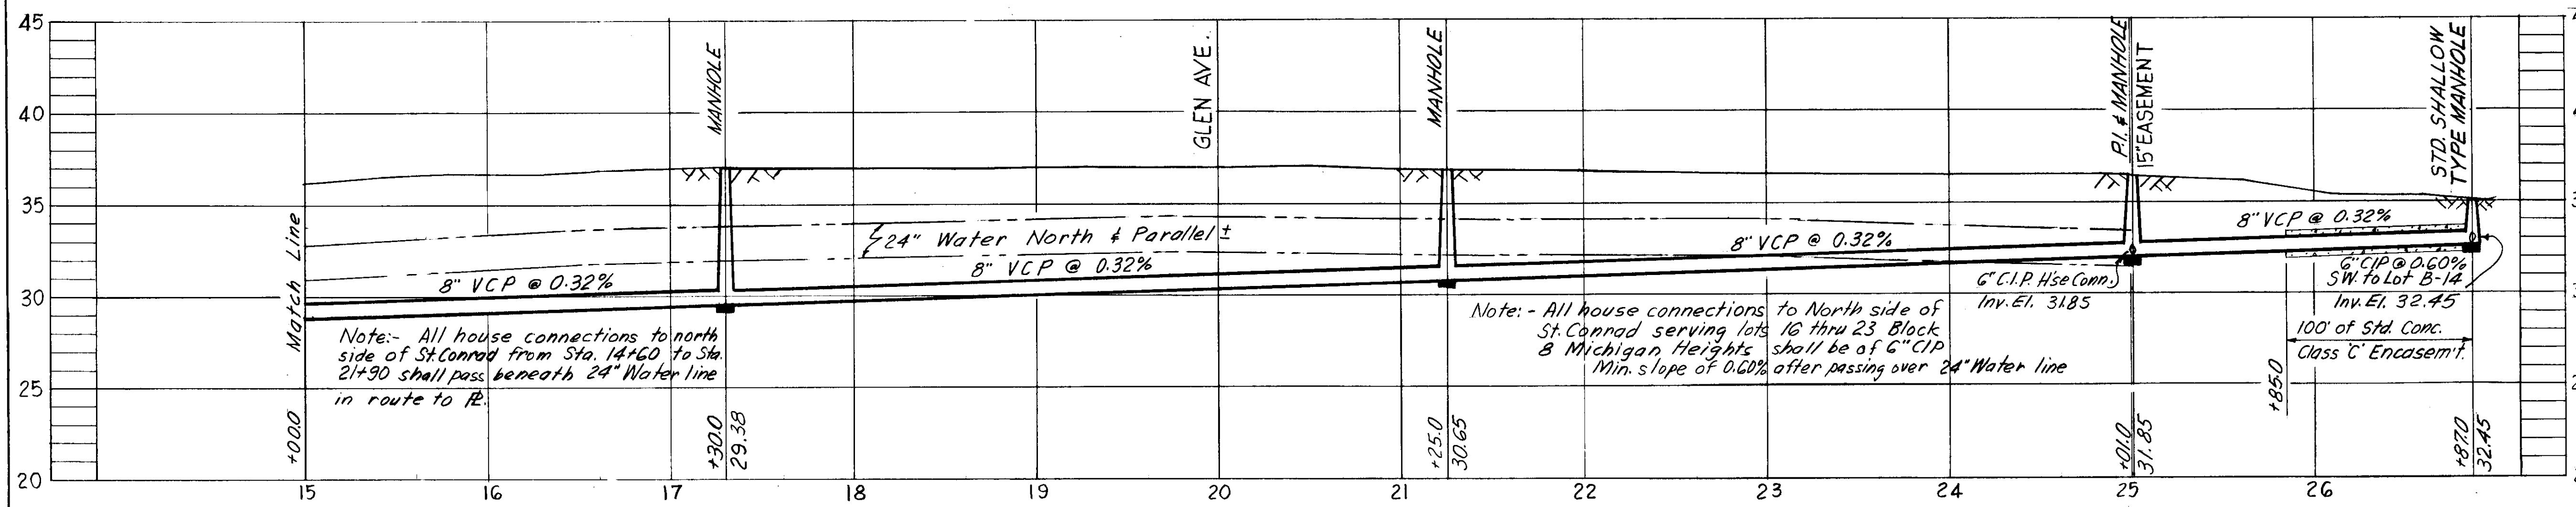 45
40
35
30
25
20
MANHOLE
GLEN AVE.
MANHOLE
P.I. & MANHOLE
15' EASEMENT
STD. SHALLOW
TYPE MANHOLE
Match Line
24" Water North & Parallel ±
8" VCP @ 0.32%
8" VCP @ 0.32%
8" VCP @ 0.32%
8" VCP @ 0.32%
6" C.I.P. H'se Conn.
Inv. El. 31.85
6" CIP @ 0.60%
S.W. to Lot B-14
Inv. El. 32.45
100' of Std. Conc.
Class 'C' Encasem't.
Note:- All house connections to north
side of St. Conrad from Sta. 14+60 to Sta.
21+90 shall pass beneath 24" Water line
in route to PL.
Note:- All house connections to North side of
St. Conrad serving lots 16 thru 23 Block
8 Michigan Heights shall be of 6" CIP
Min. slope of 0.60% after passing over 24" Water line
+00.0
+30.0
29.38
+25.0
30.65
+01.0
31.85
+85.0
+87.0
32.45
15 16 17 18 19 20 21 22 23 24 25 26